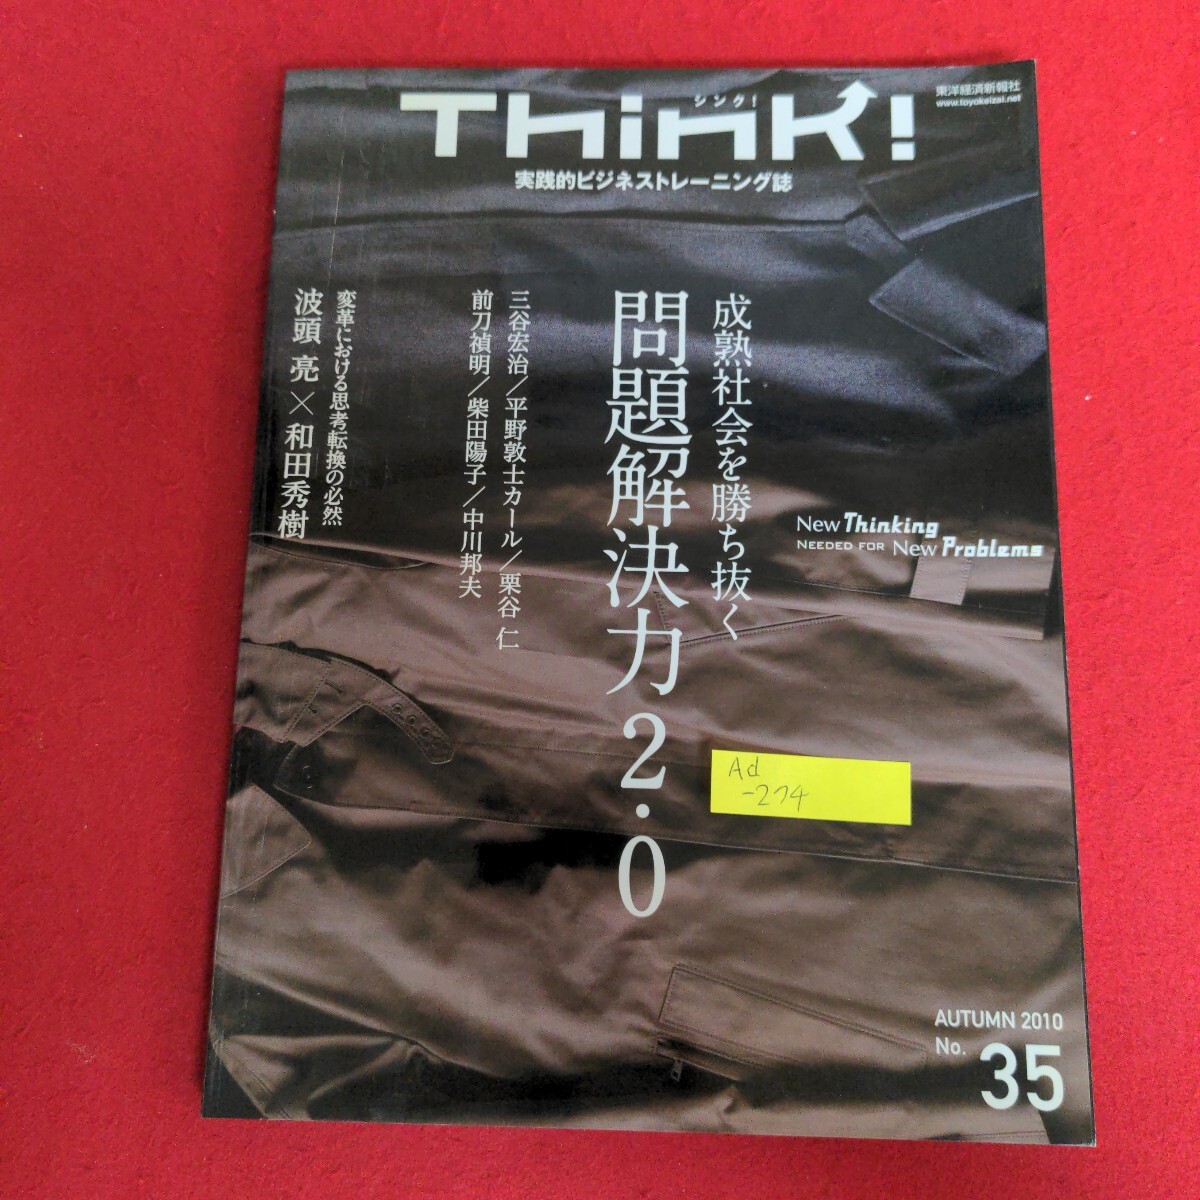 東洋経済新報社
www.toyokeizai.net
シンク!
Think!
実践的ビジネストレーニング誌
成熟社会を勝ち抜く
問題解決力 2.0
New Thinking
NEEDED FOR New Problems
三谷宏治/平野敦士カール/栗谷 仁
前刀禎明/柴田陽子/中川邦夫
変革における思考転換の必然
波頭 亮×和田秀樹
Ad
-274
AUTUMN 2010
No. 35